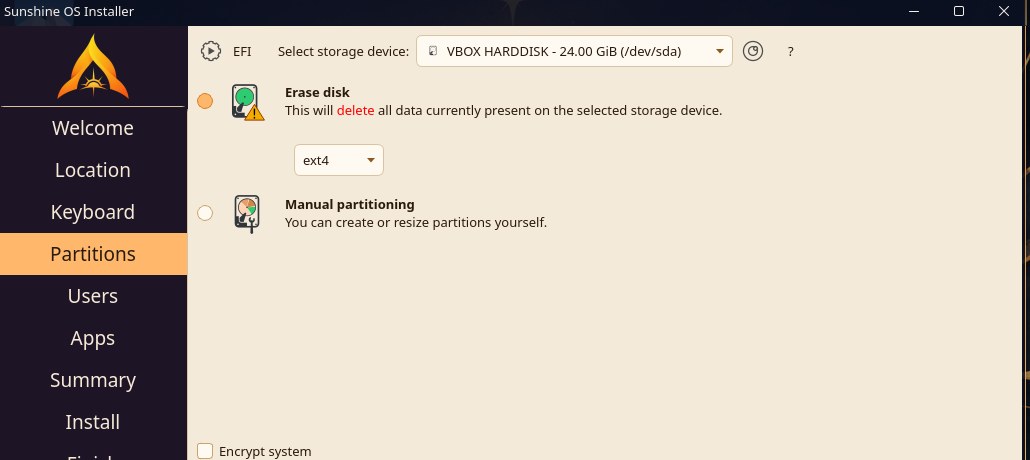 Sunshine OS Installer
EFI Select storage device: VBOX HARDDISK - 24.00 GiB (/dev/sda) ?
Erase disk
This will delete all data currently present on the selected storage device.
ext4
Manual partitioning
You can create or resize partitions yourself.
Encrypt system
Welcome
Location
Keyboard
Partitions
Users
Apps
Summary
Install